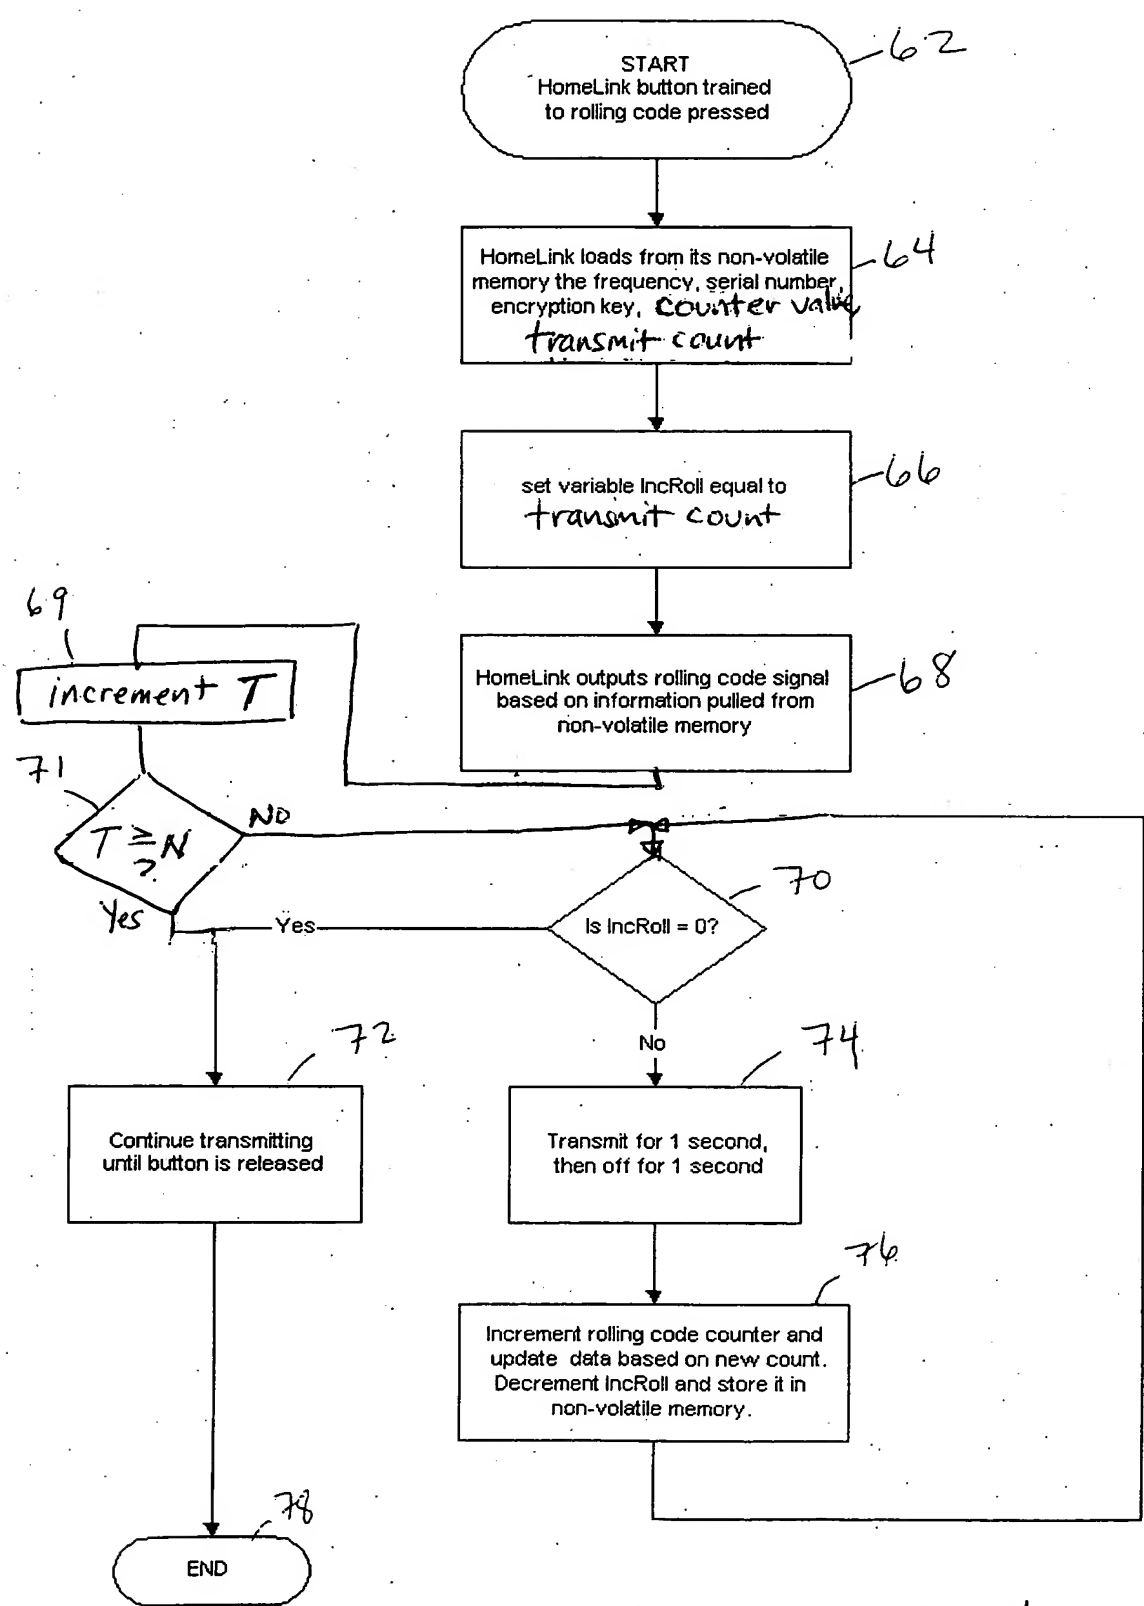 START
HomeLink button trained
to rolling code pressed
62
HomeLink loads from its non-volatile
memory the frequency, serial number,
encryption key, counter value
transmit count
64
set variable IncRoll equal to
transmit count
66
HomeLink outputs rolling code signal
based on information pulled from
non-volatile memory
68
69
increment T
71
T ≥ N
?
NO
Yes
70
Is IncRoll = 0?
Yes
No
72
Continue transmitting
until button is released
74
Transmit for 1 second,
then off for 1 second
76
Increment rolling code counter and
update data based on new count.
Decrement IncRoll and store it in
non-volatile memory.
78
END